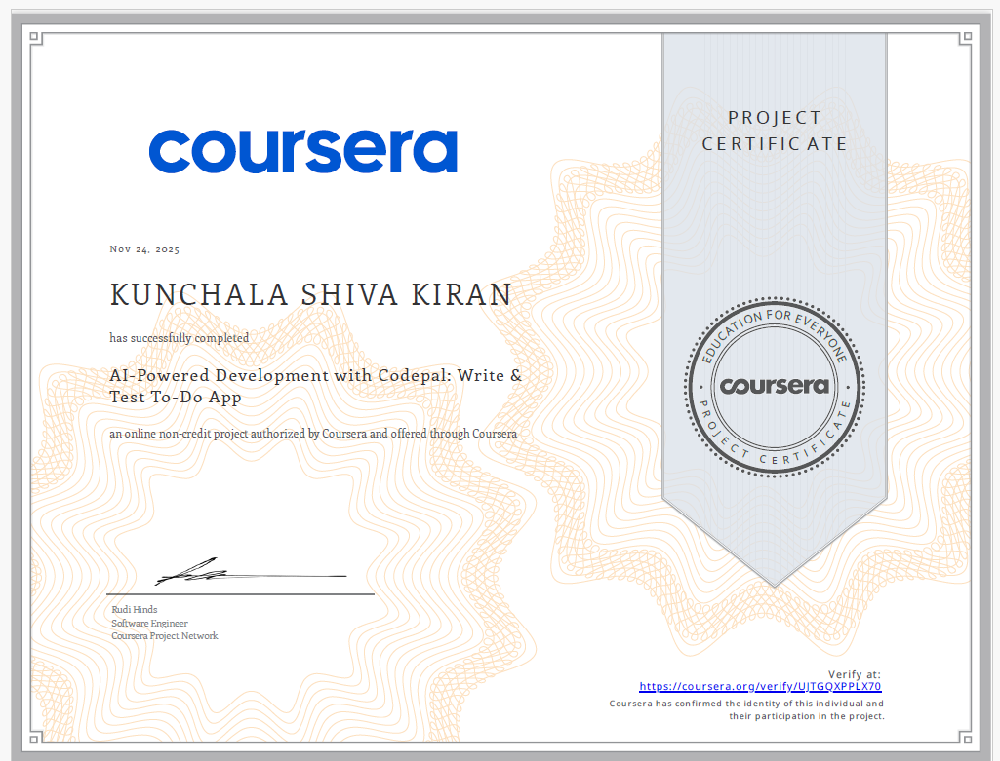 coursera
PROJECT
CERTIFICATE
Nov 24, 2025
KUNCHALA SHIVA KIRAN
has successfully completed
AI-Powered Development with Codepal: Write &
Test To-Do App
an online non-credit project authorized by Coursera and offered through Coursera
EDUCATION FOR EVERYONE
coursera
PROJECT CERTIFICATE
Rudi Hinds
Software Engineer
Coursera Project Network
Verify at:
https://coursera.org/verify/UJTGQXPPLX70
Coursera has confirmed the identity of this individual and
their participation in the project.